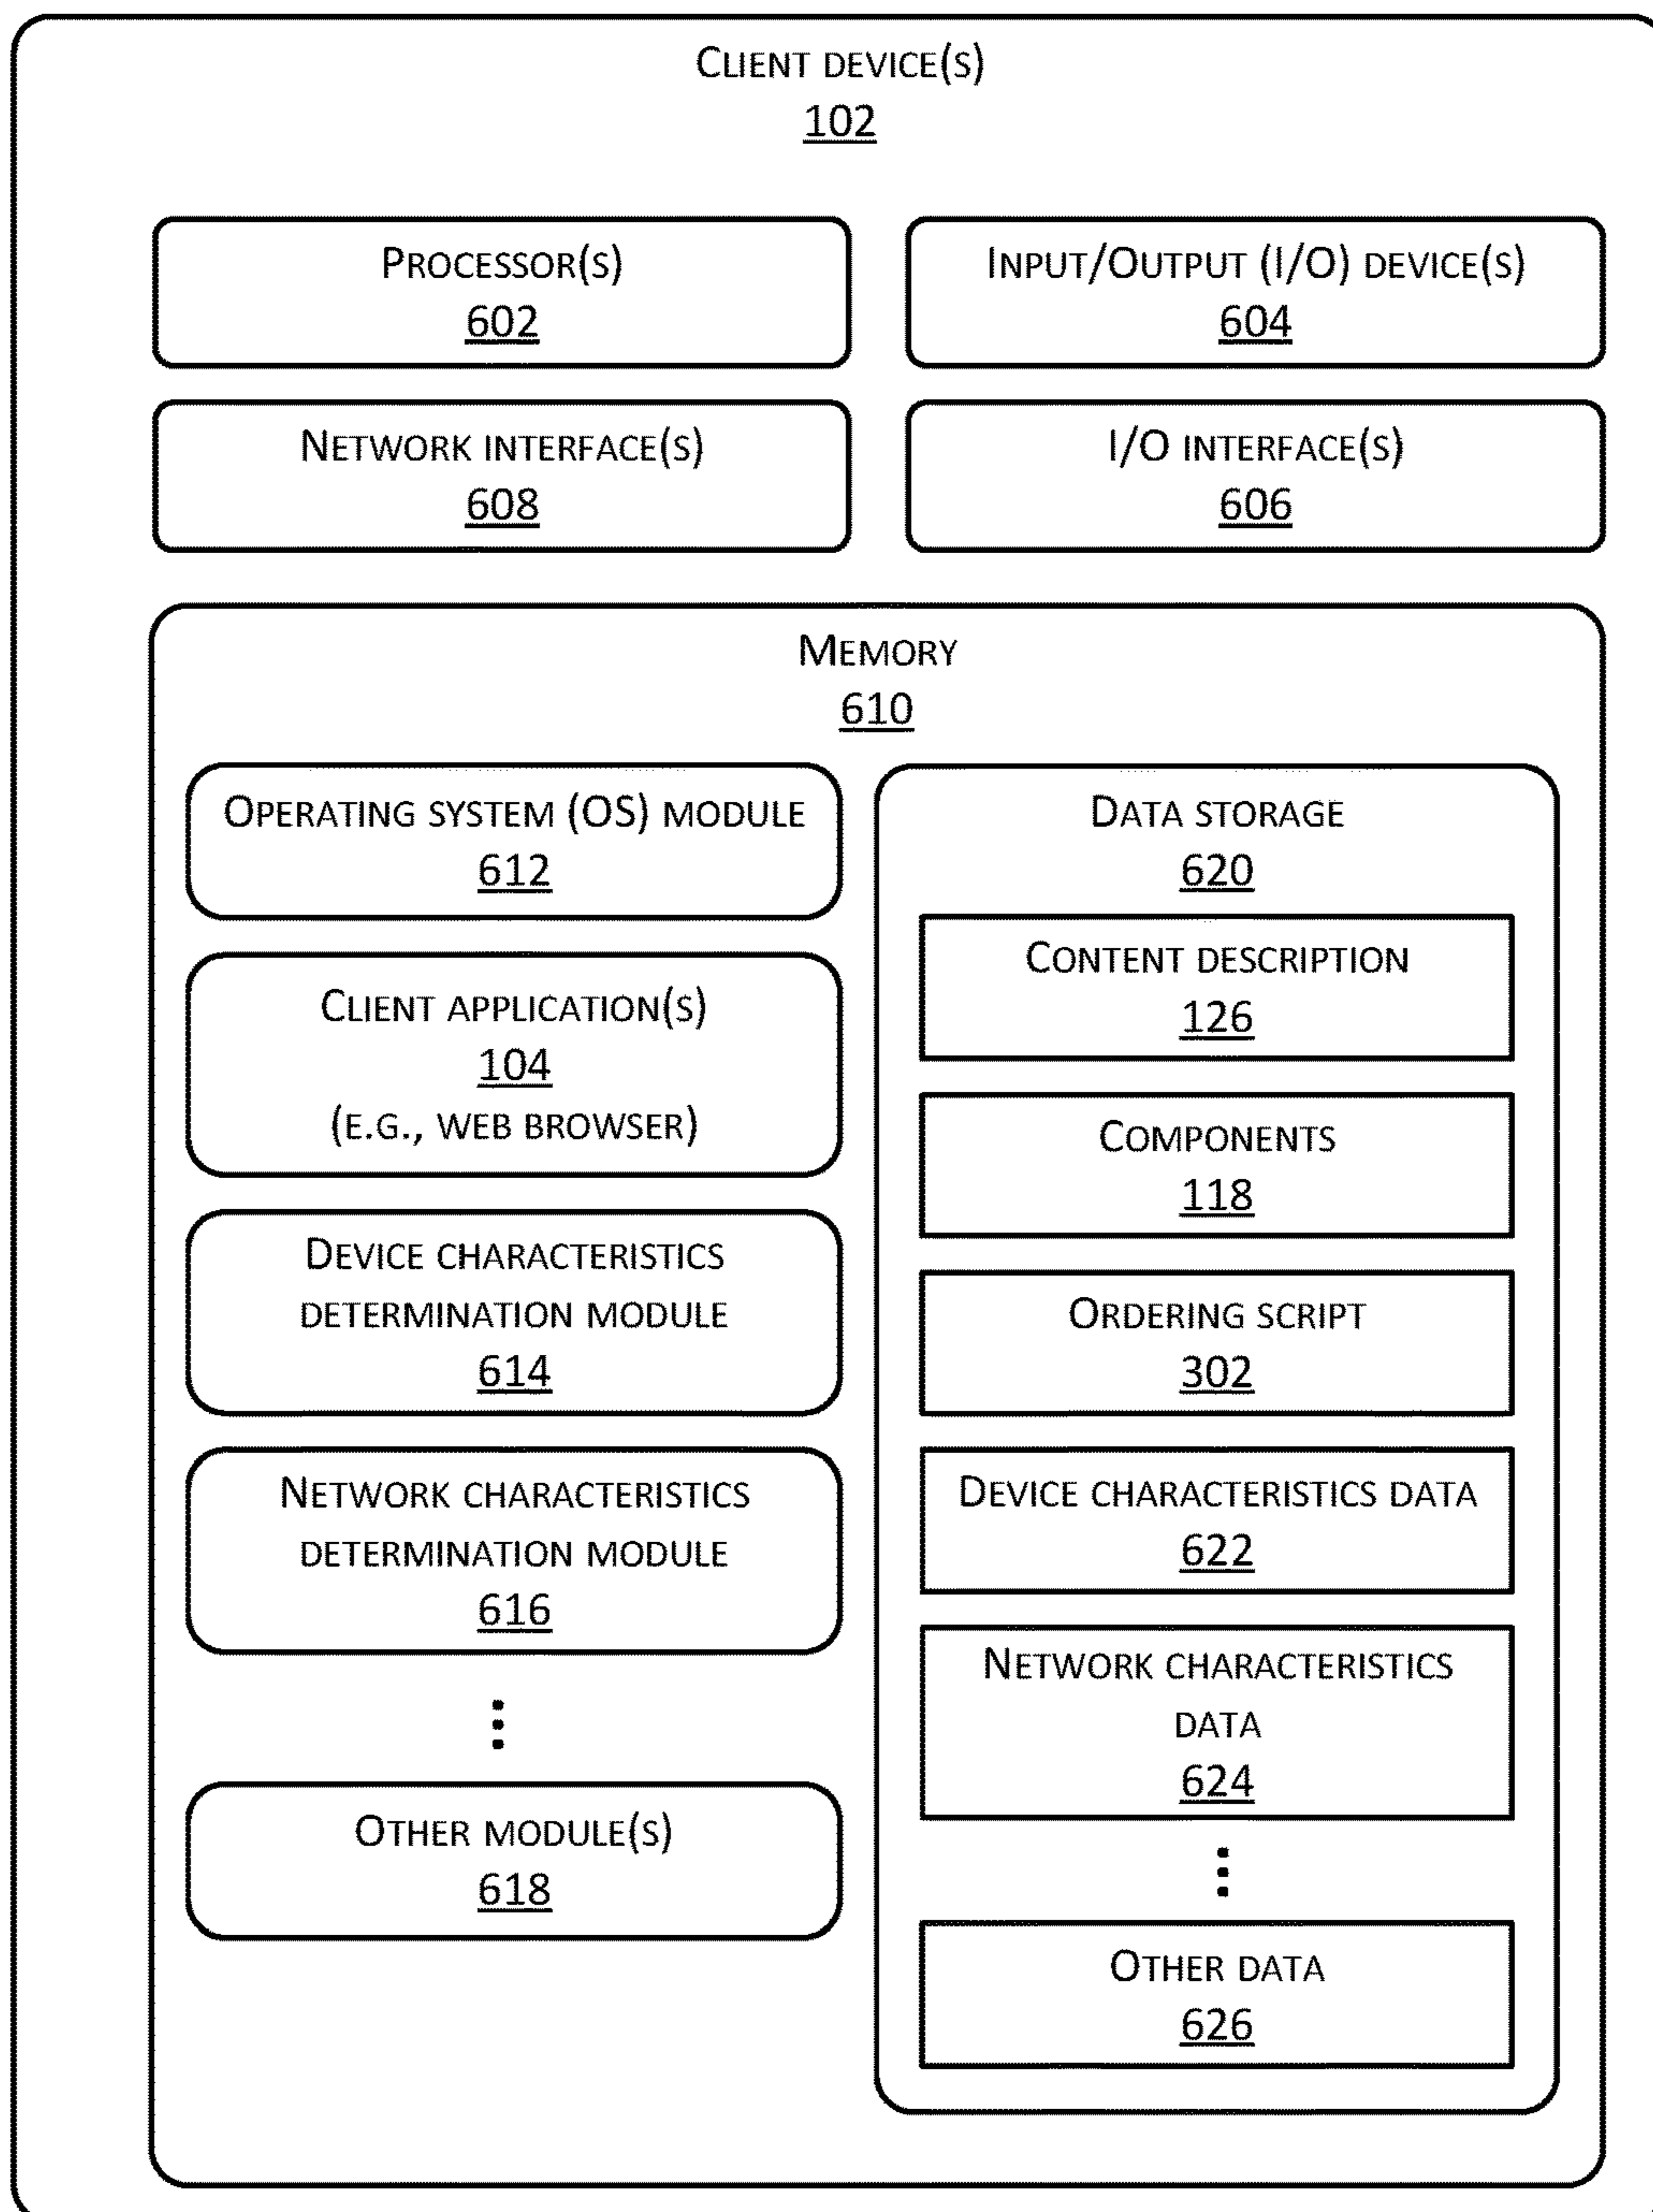 CLIENT DEVICE(S)
102
PROCESSOR(S)
602
INPUT/OUTPUT (I/O) DEVICE(S)
604
NETWORK INTERFACE(S)
608
I/O INTERFACE(S)
606
MEMORY
610
OPERATING SYSTEM (OS) MODULE
612
CLIENT APPLICATION(S)
104
(E.G., WEB BROWSER)
DEVICE CHARACTERISTICS
DETERMINATION MODULE
614
NETWORK CHARACTERISTICS
DETERMINATION MODULE
616
OTHER MODULE(S)
618
DATA STORAGE
620
CONTENT DESCRIPTION
126
COMPONENTS
118
ORDERING SCRIPT
302
DEVICE CHARACTERISTICS DATA
622
NETWORK CHARACTERISTICS
DATA
624
OTHER DATA
626